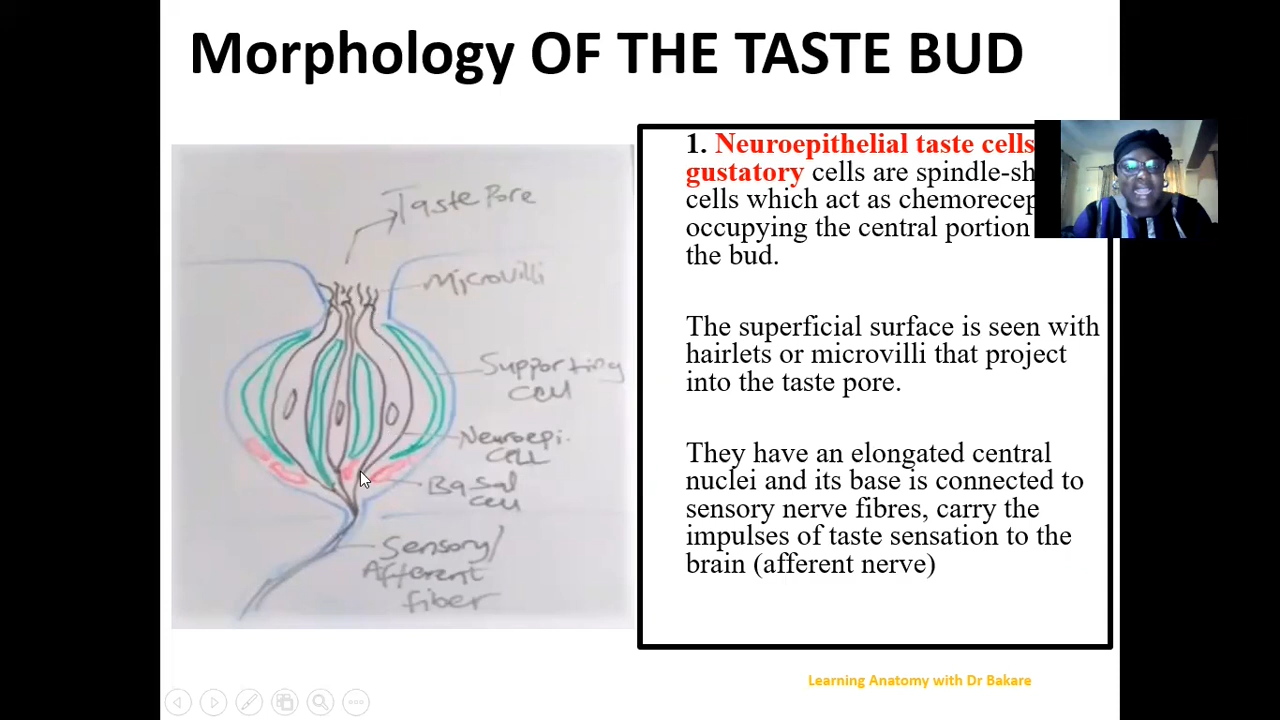 Morphology OF THE TASTE BUD
Taste Pore
Microvilli
Supporting
Cell
Neuroepi.
CELL
Basal
cell
Sensory/
Afferent
fiber
1. Neuroepithelial taste cells
gustatory cells are spindle-sh
cells which act as chemorecep
occupying the central portion
the bud.
The superficial surface is seen with
hairlets or microvilli that project
into the taste pore.
They have an elongated central
nuclei and its base is connected to
sensory nerve fibres, carry the
impulses of taste sensation to the
brain (afferent nerve)
Learning Anatomy with Dr Bakare